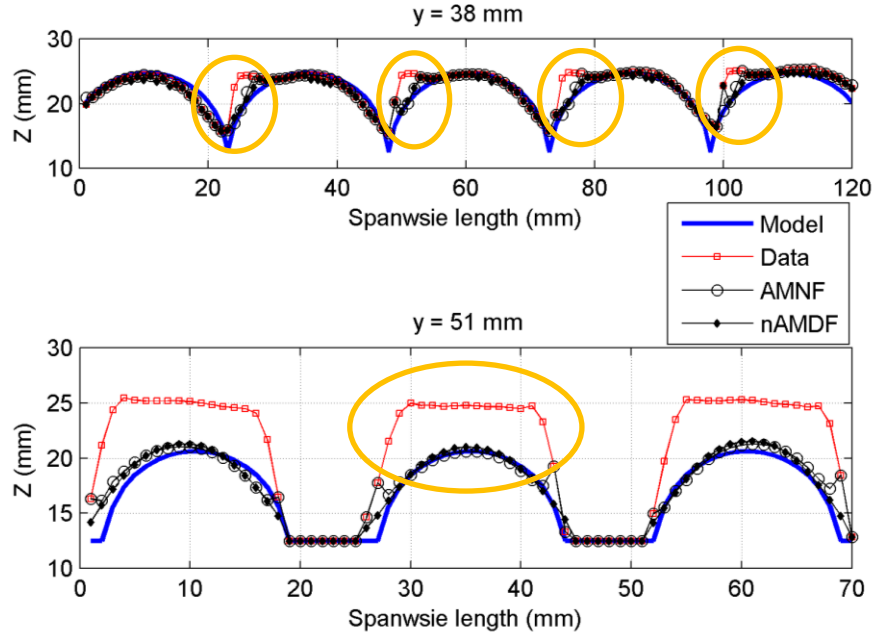 y = 38 mm
30
20
10
Z (mm)
0
20
40
60
80
100
120
Spanwsie length (mm)
Model
Data
AMNF
nAMDF
y = 51 mm
30
25
20
15
10
Z (mm)
0
10
20
30
40
50
60
70
Spanwsie length (mm)